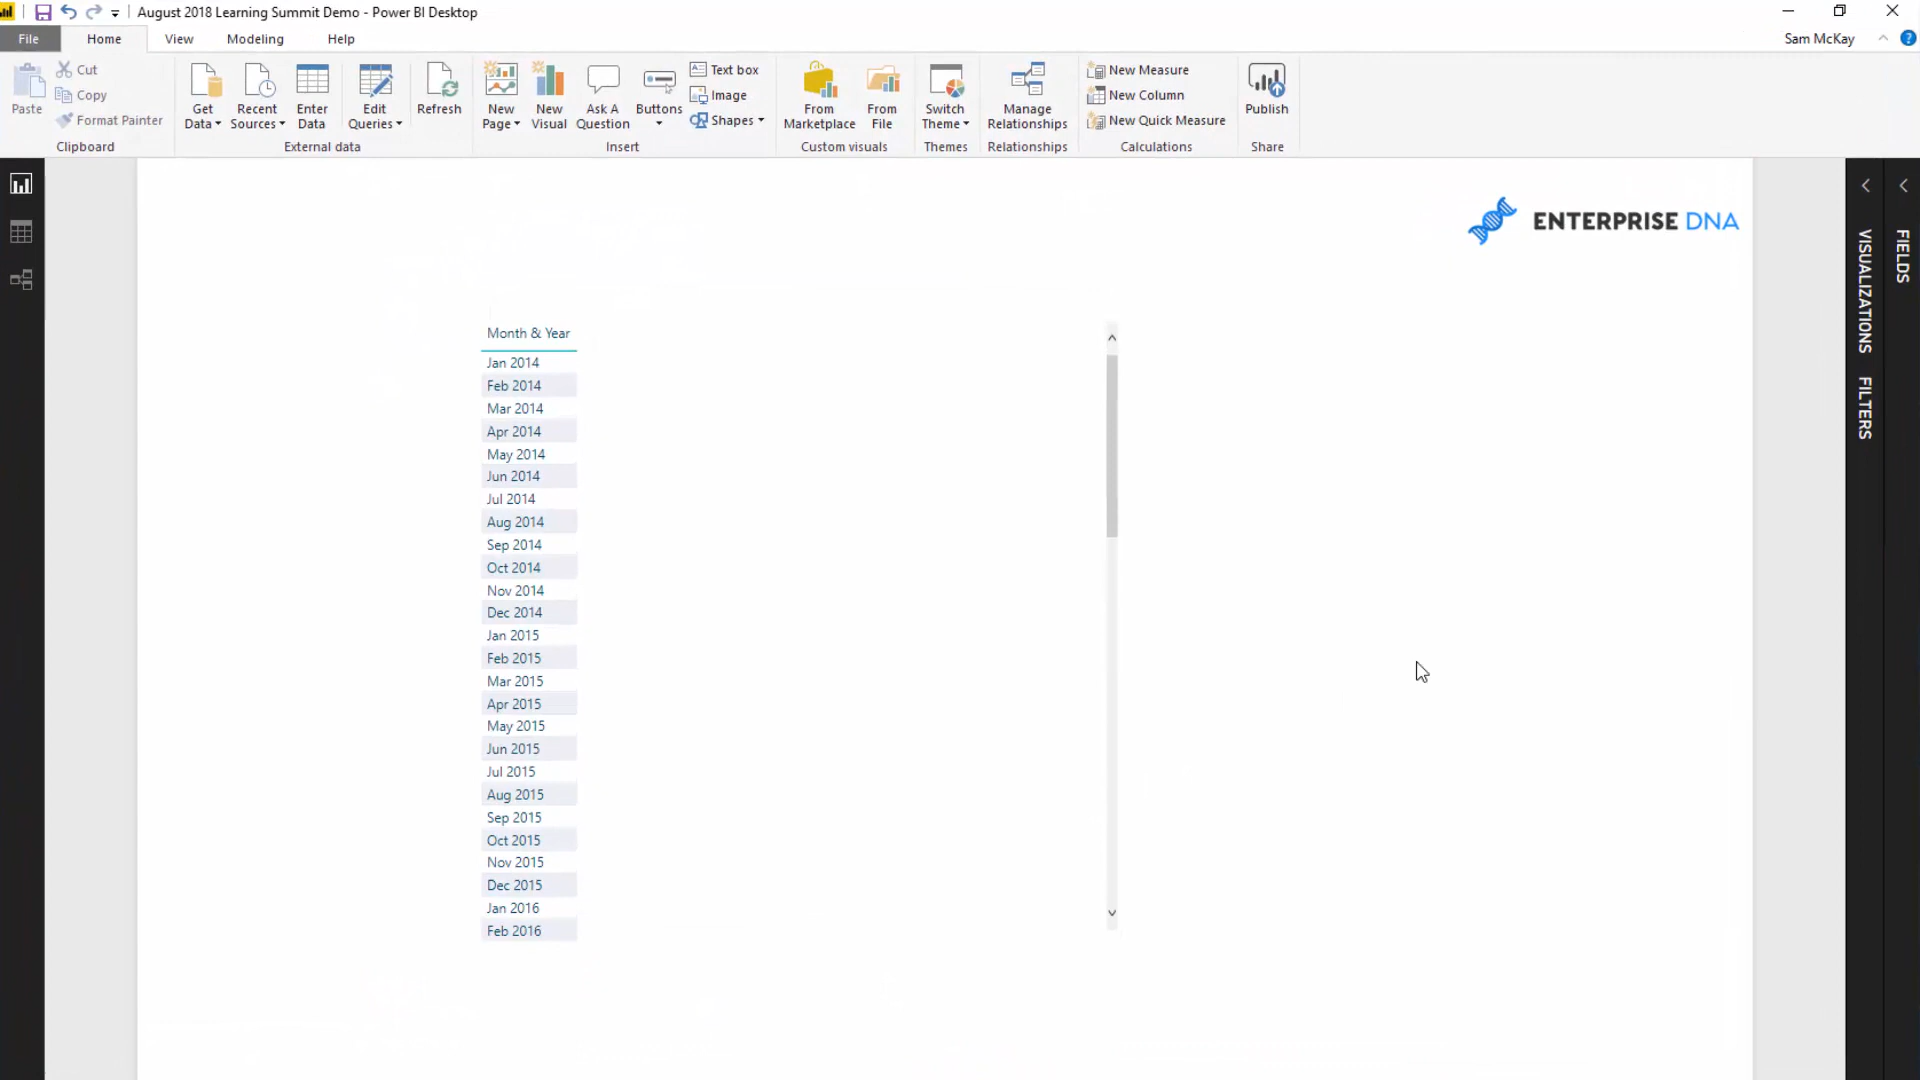 August 2018 Learning Summit Demo - Power BI Desktop
File
Home
View
Modeling
Help
Sam McKay
?
Paste
Cut
Copy
Format Painter
Clipboard
Get Data
Recent Sources
Enter Data
Edit Queries
Refresh
External data
New Page
New Visual
Ask A Question
Buttons
Text box
Image
Shapes
Insert
From Marketplace
From File
Custom visuals
Switch Theme
Themes
Manage Relationships
Relationships
New Measure
New Column
New Quick Measure
Calculations
Publish
Share
ENTERPRISE DNA
VISUALIZATIONS
FILTERS
FIELDS
Month & Year
Jan 2014
Feb 2014
Mar 2014
Apr 2014
May 2014
Jun 2014
Jul 2014
Aug 2014
Sep 2014
Oct 2014
Nov 2014
Dec 2014
Jan 2015
Feb 2015
Mar 2015
Apr 2015
May 2015
Jun 2015
Jul 2015
Aug 2015
Sep 2015
Oct 2015
Nov 2015
Dec 2015
Jan 2016
Feb 2016